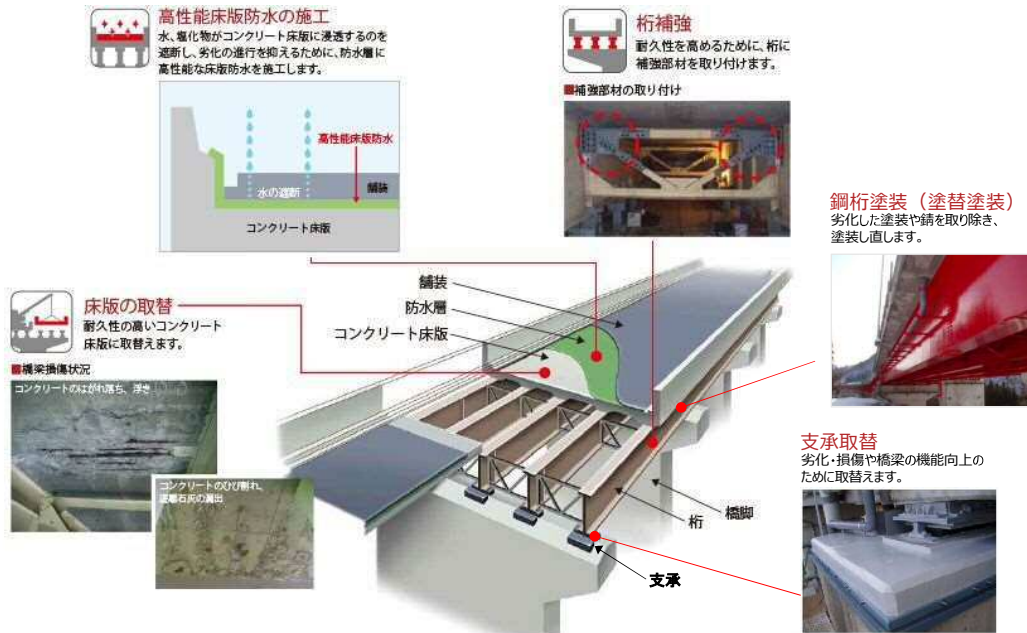 高性能床版防水の施工
水、塩化物がコンクリート床版に浸透するのを
遮断し、劣化の進行を抑えるために、防水層に
高性能な床版防水を施工します。
高性能床版防水
水の遮断
舗装
コンクリート床版
桁補強
耐久性を高めるために、桁に
補強部材を取り付けます。
■補強部材の取り付け
鋼桁塗装（塗替塗装）
劣化した塗装や錆を取り除き、
塗装し直します。
床版の取替
耐久性の高いコンクリート
床版に取替えます。
■橋梁損傷状況
コンクリートのはがれ落ち、浮き
コンクリートのひび割れ、
遊離石灰の漏出
舗装
防水層
コンクリート床版
桁
橋脚
支承
支承取替
劣化・損傷や橋梁の機能向上の
ために取替えます。